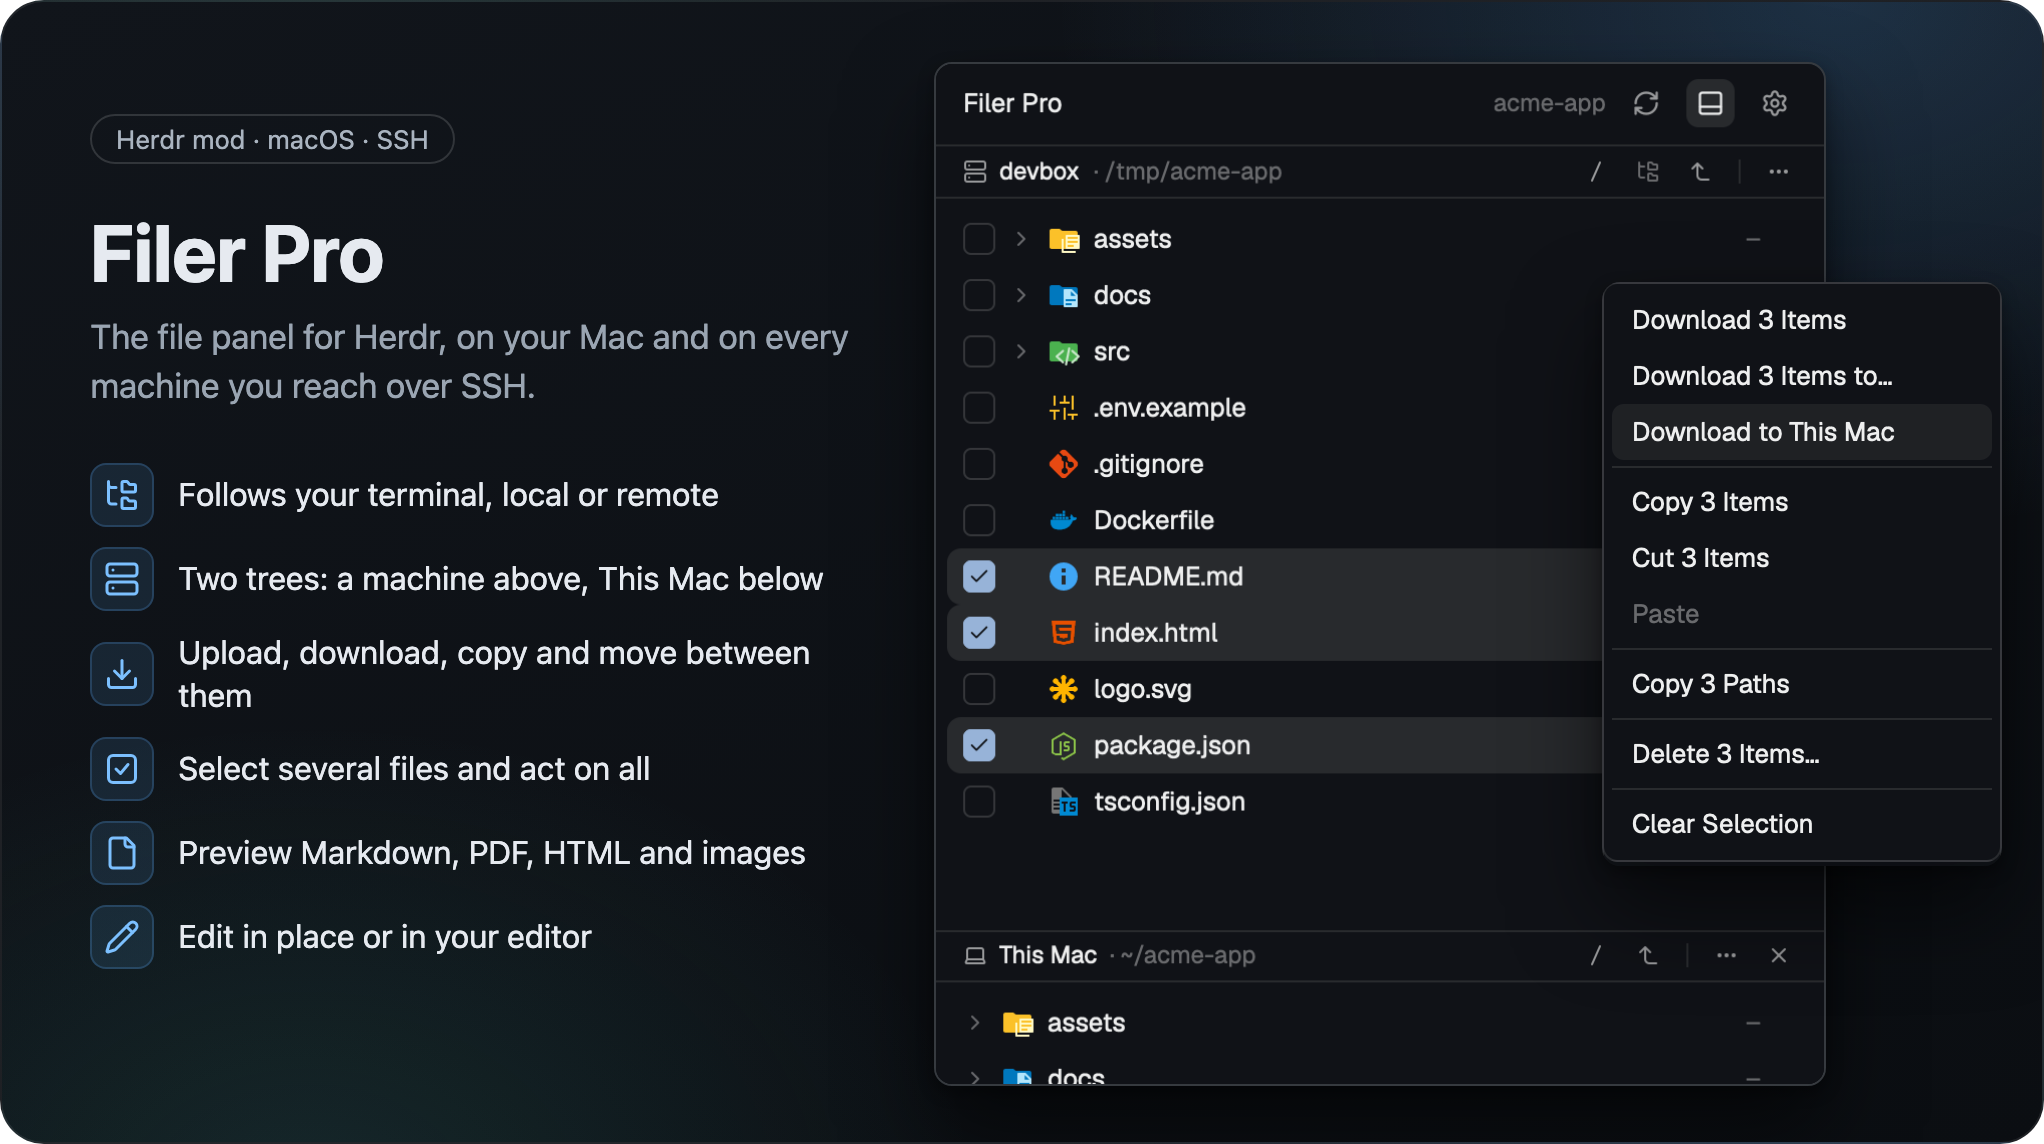 Herdr mod · macOS · SSH
Filer Pro
The file panel for Herdr, on your Mac and on every
machine you reach over SSH.
Follows your terminal, local or remote
Two trees: a machine above, This Mac below
Upload, download, copy and move between
them
Select several files and act on all
Preview Markdown, PDF, HTML and images
Edit in place or in your editor
Filer Pro
acme-app
devbox · /tmp/acme-app
/
assets –
docs
src
.env.example
.gitignore
Dockerfile
README.md
index.html
logo.svg
package.json
tsconfig.json
Download 3 Items
Download 3 Items to…
Download to This Mac
Copy 3 Items
Cut 3 Items
Paste
Copy 3 Paths
Delete 3 Items…
Clear Selection
This Mac · ~/acme-app
/
assets –
docs –